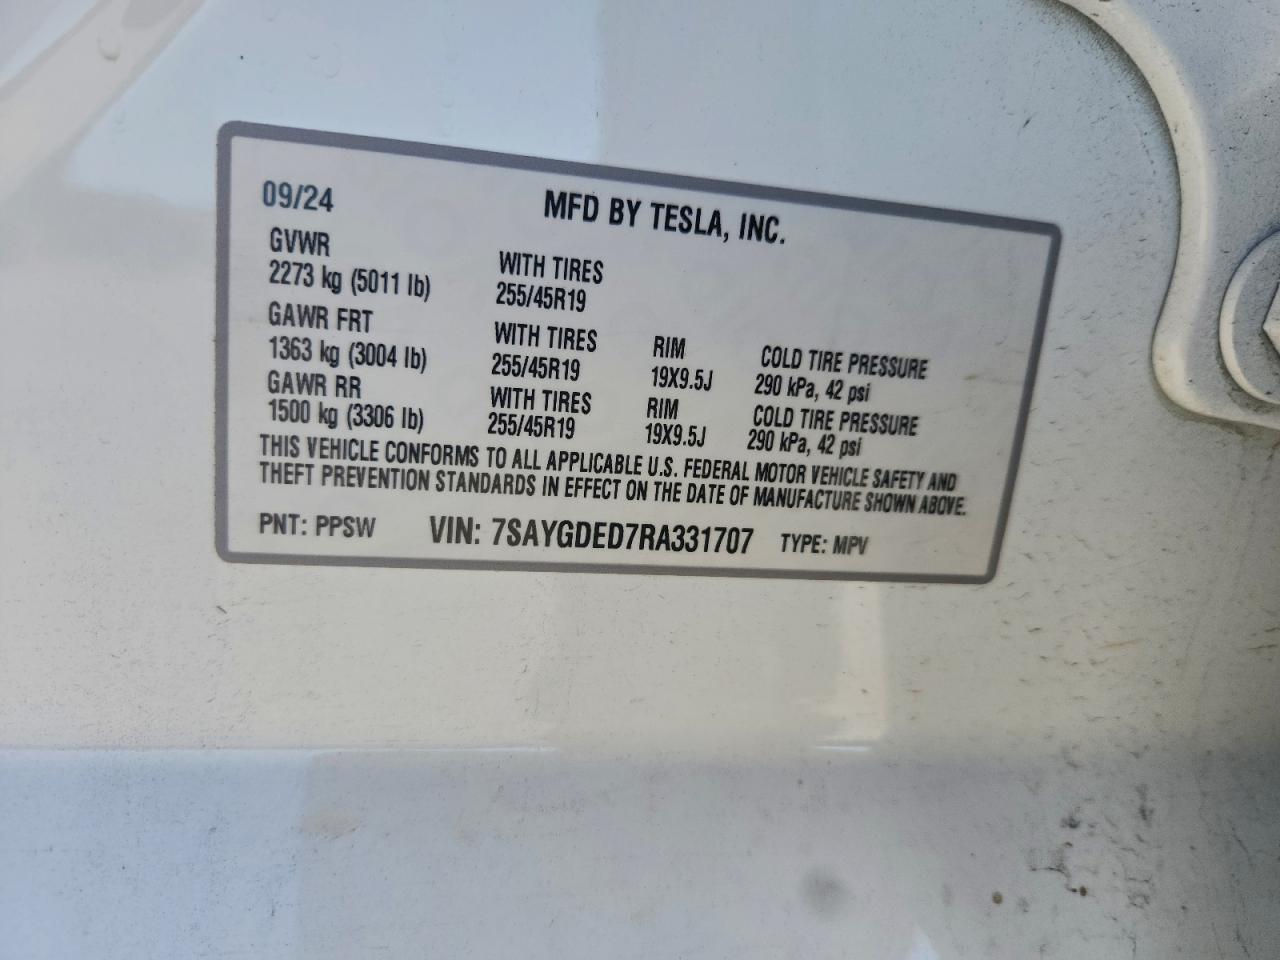 09/24 MFD BY TESLA, INC.
GVWR WITH TIRES
2273 kg (5011 lb) 255/45R19
GAWR FRT WITH TIRES RIM COLD TIRE PRESSURE
1363 kg (3004 lb) 255/45R19 19X9.5J 290 kPa, 42 psi
GAWR RR WITH TIRES RIM COLD TIRE PRESSURE
1500 kg (3306 lb) 255/45R19 19X9.5J 290 kPa, 42 psi
THIS VEHICLE CONFORMS TO ALL APPLICABLE U.S. FEDERAL MOTOR VEHICLE SAFETY AND
THEFT PREVENTION STANDARDS IN EFFECT ON THE DATE OF MANUFACTURE SHOWN ABOVE.
PNT: PPSW VIN: 7SAYGDED7RA331707 TYPE: MPV